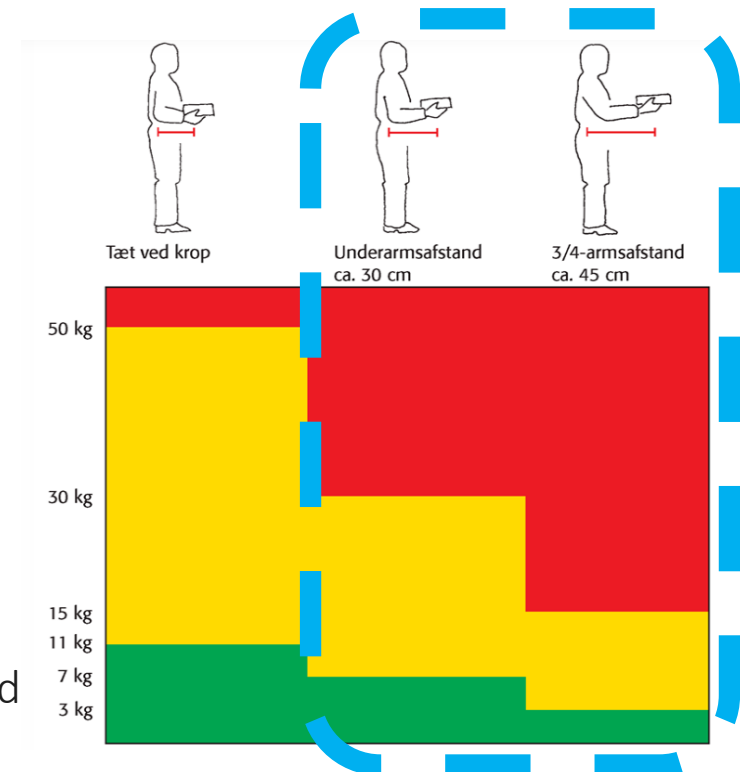 Tæt ved krop
Underarmsafstand
ca. 30 cm
3/4-armsafstand
ca. 45 cm
50 kg
30 kg
15 kg
11 kg
7 kg
3 kg
d